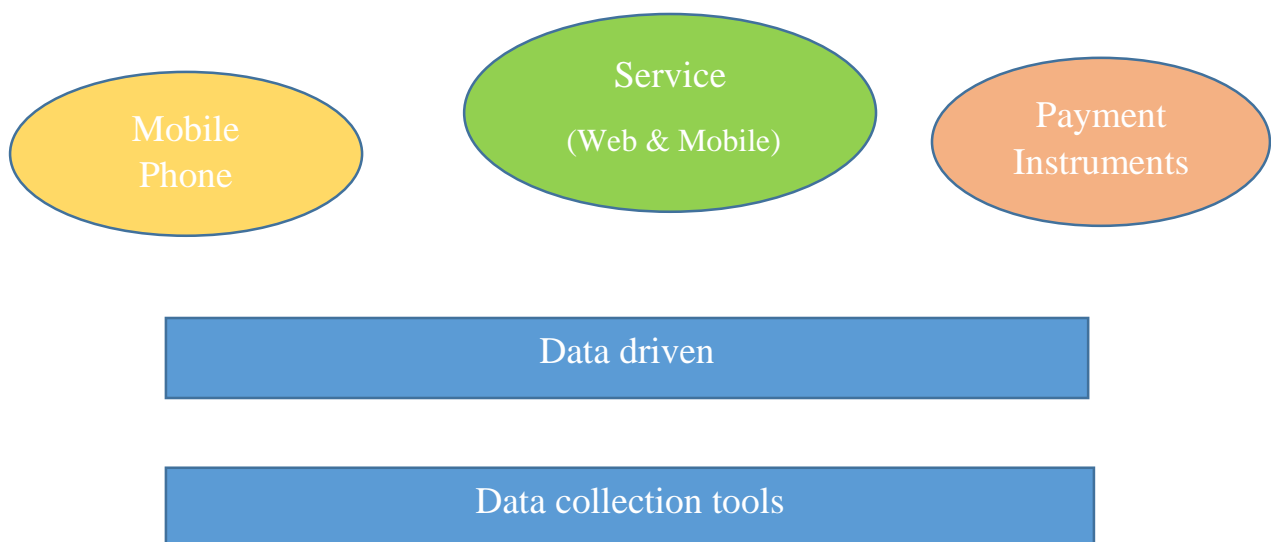 Mobile
Phone
Service
(Web & Mobile)
Payment
Instruments
Data driven
Data collection tools